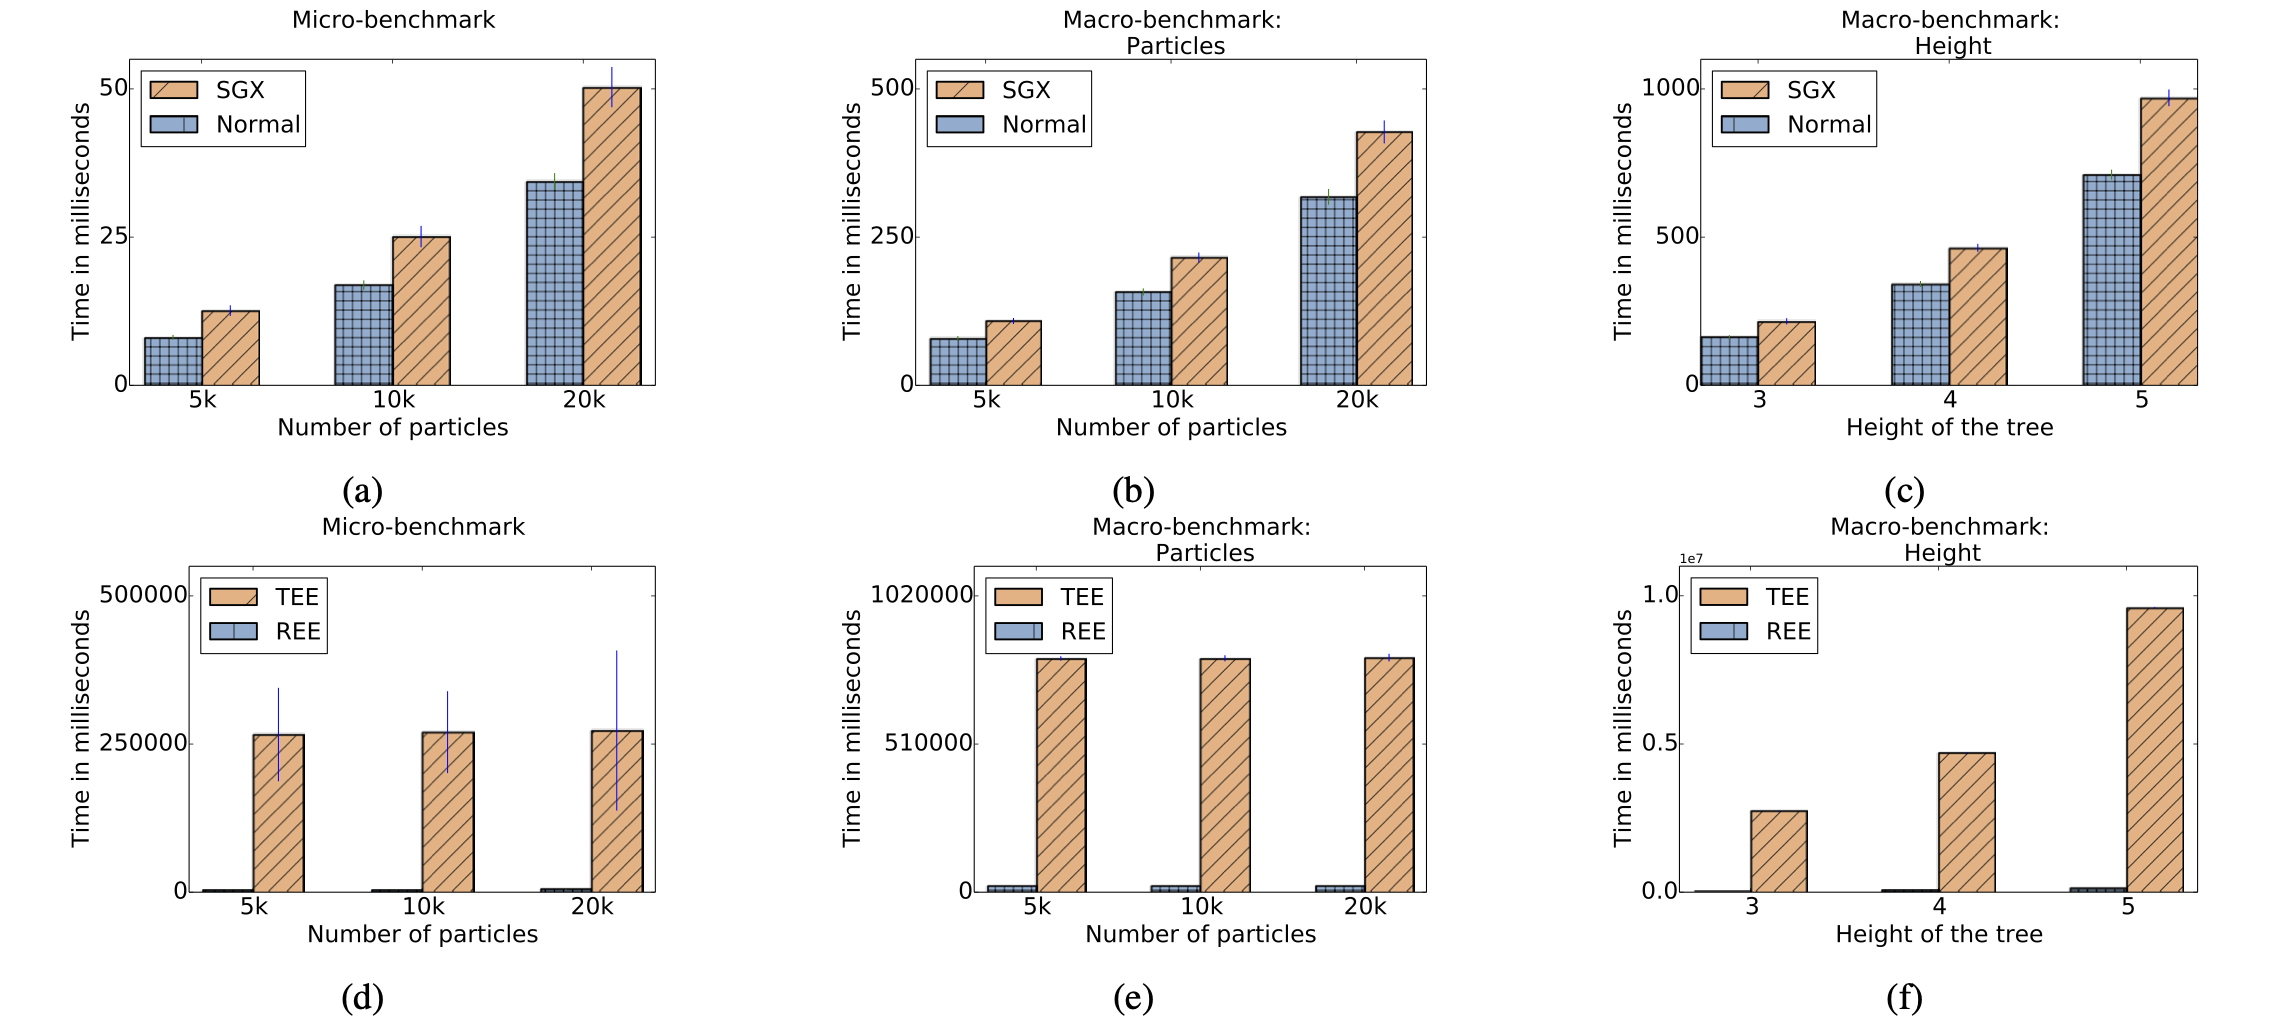 Micro-benchmark
50
25
0
Time in milliseconds
SGX
Normal
5k 10k 20k
Number of particles
(a)
Macro-benchmark:
Particles
500
250
0
Time in milliseconds
SGX
Normal
5k 10k 20k
Number of particles
(b)
Macro-benchmark:
Height
1000
500
0
Time in milliseconds
SGX
Normal
3 4 5
Height of the tree
(c)
Micro-benchmark
500000
250000
0
Time in milliseconds
TEE
REE
5k 10k 20k
Number of particles
(d)
Macro-benchmark:
Particles
1020000
510000
0
Time in milliseconds
TEE
REE
5k 10k 20k
Number of particles
(e)
Macro-benchmark:
Height
1e7
1.0
0.5
0.0
Time in milliseconds
TEE
REE
3 4 5
Height of the tree
(f)